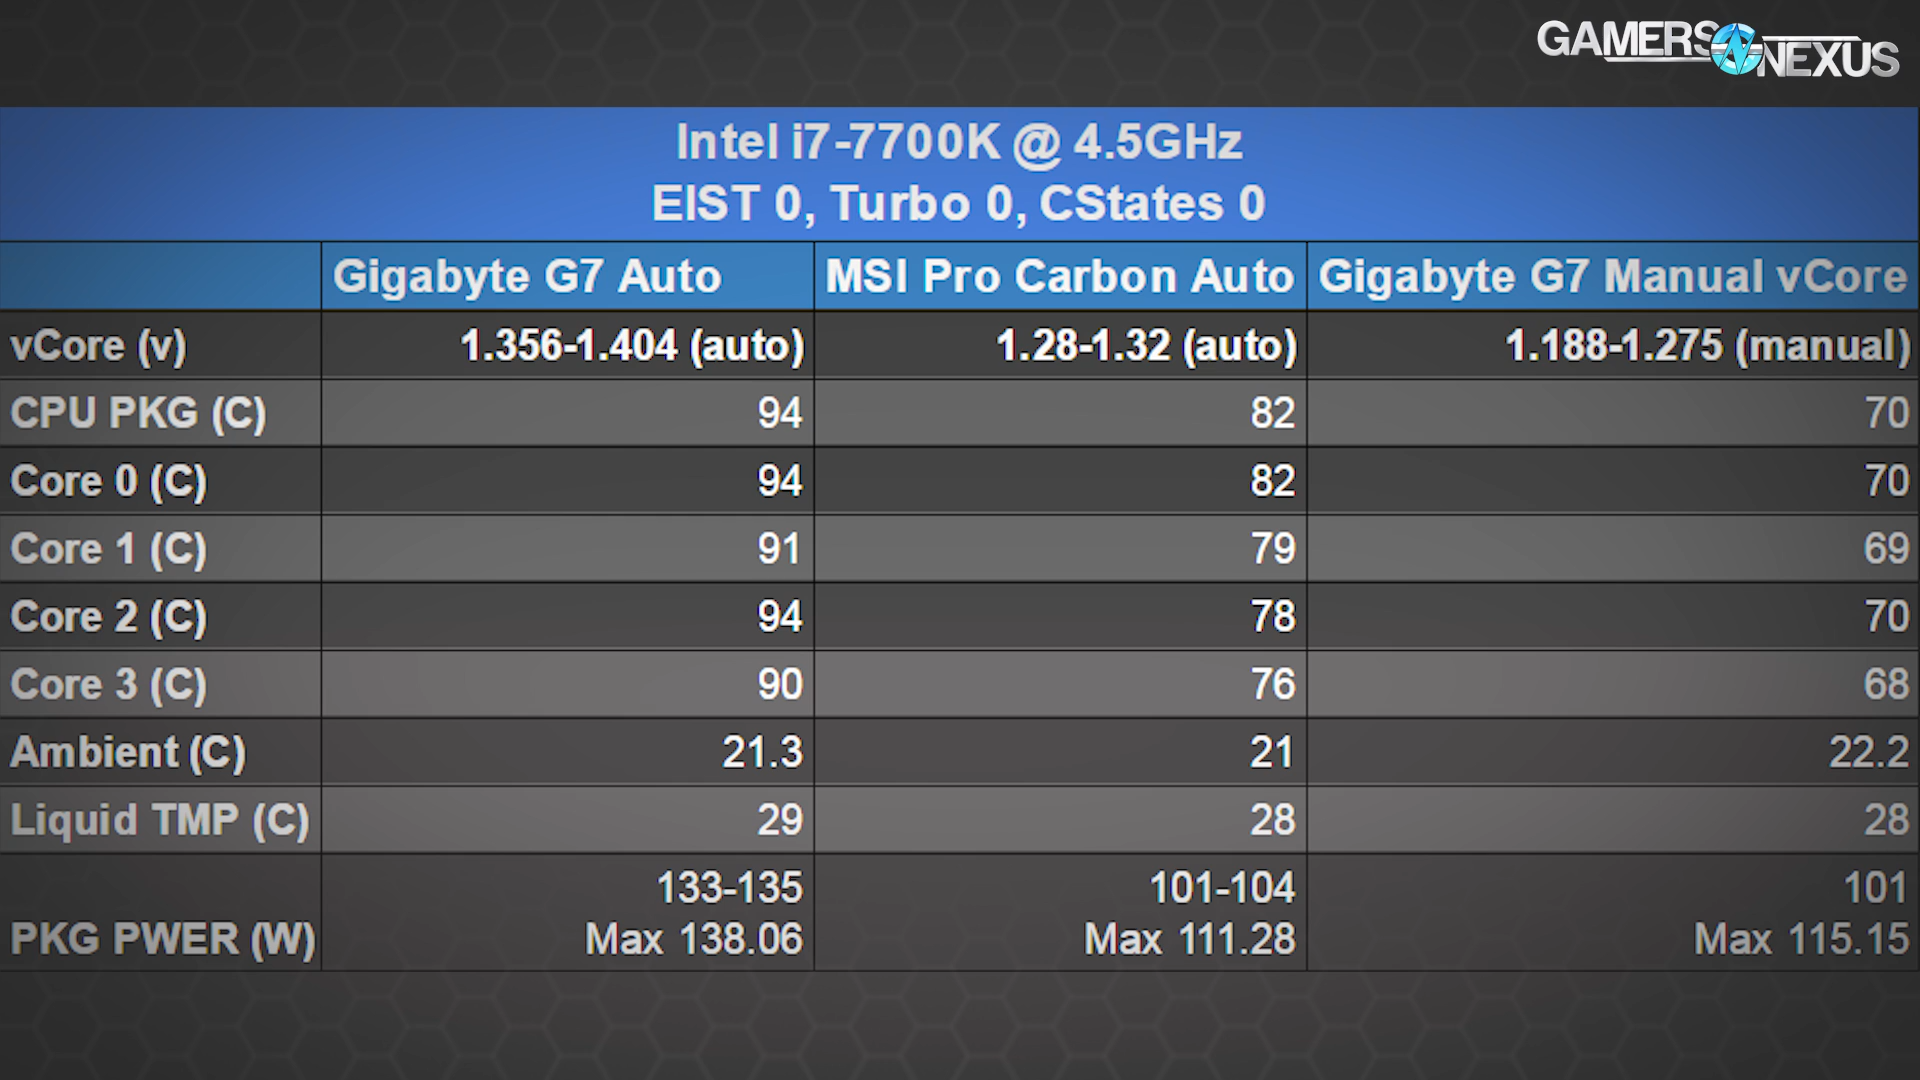 GAMERS NEXUS
Intel i7-7700K @ 4.5GHz
EIST 0, Turbo 0, CStates 0
Gigabyte G7 Auto MSI Pro Carbon Auto Gigabyte G7 Manual vCore
vCore (v) 1.356-1.404 (auto) 1.28-1.32 (auto) 1.188-1.275 (manual)
CPU PKG (C) 94 82 70
Core 0 (C) 94 82 70
Core 1 (C) 91 79 69
Core 2 (C) 94 78 70
Core 3 (C) 90 76 68
Ambient (C) 21.3 21 22.2
Liquid TMP (C) 29 28 28
133-135 101-104 101
PKG PWER (W) Max 138.06 Max 111.28 Max 115.15